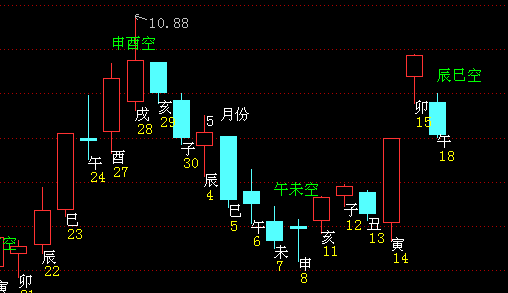 10.88
申酉空
辰巳空
戌
28
亥
29
5 月份
卯
15
子
30
午
18
午
24
酉
27
辰
4
午未空
巳
23
巳
5
子
12
午
6
丑
13
空
亥
11
寅
14
辰
22
未
7
申
8
卯